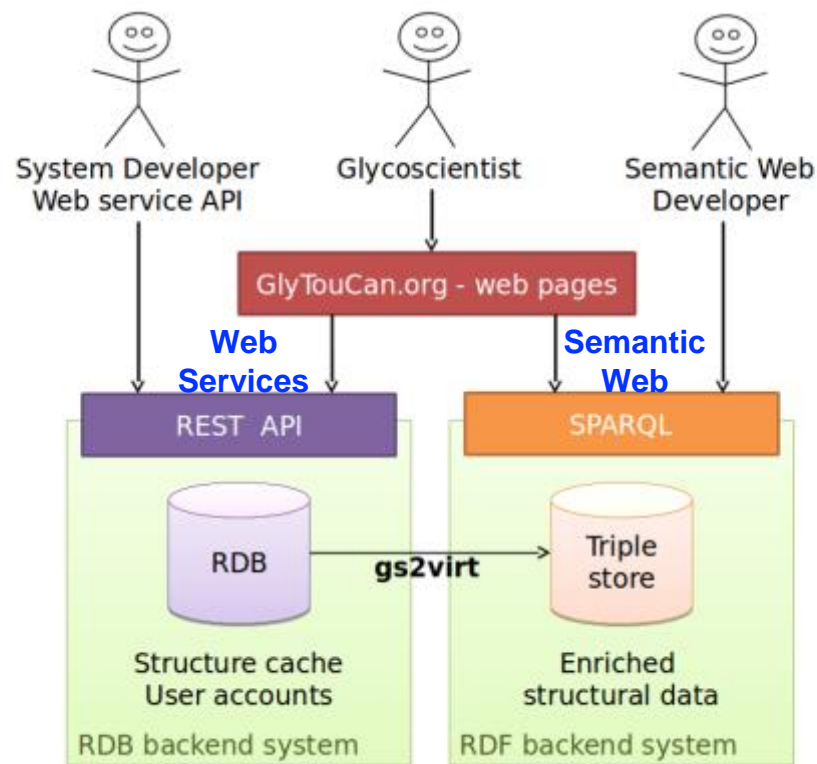 System Developer
Web service API
Glycoscientist
Semantic Web
Developer
GlyTouCan.org - web pages
Web
Services
Semantic
Web
REST API
SPARQL
RDB
gs2virt
Triple
store
Structure cache
User accounts
Enriched
structural data
RDB backend system
RDF backend system